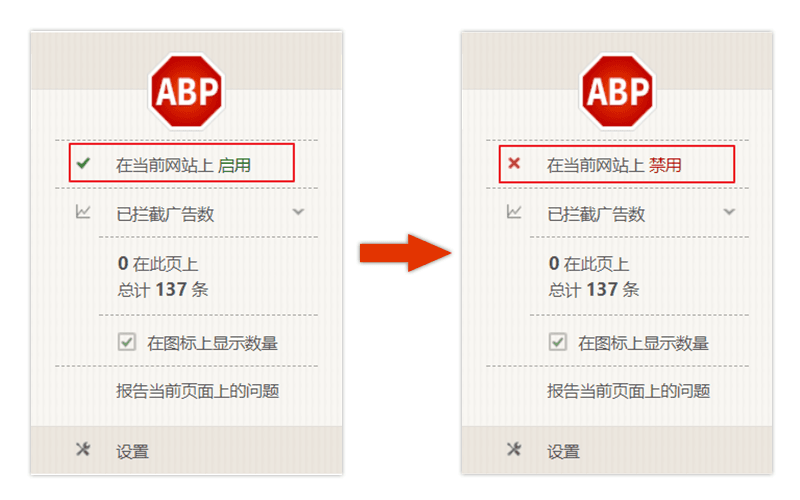 ABP
在当前网站上 启用
已拦截广告数
0 在此页上
总计 137 条
在图标上显示数量
报告当前页面上的问题
设置
ABP
在当前网站上 禁用
已拦截广告数
0 在此页上
总计 137 条
在图标上显示数量
报告当前页面上的问题
设置